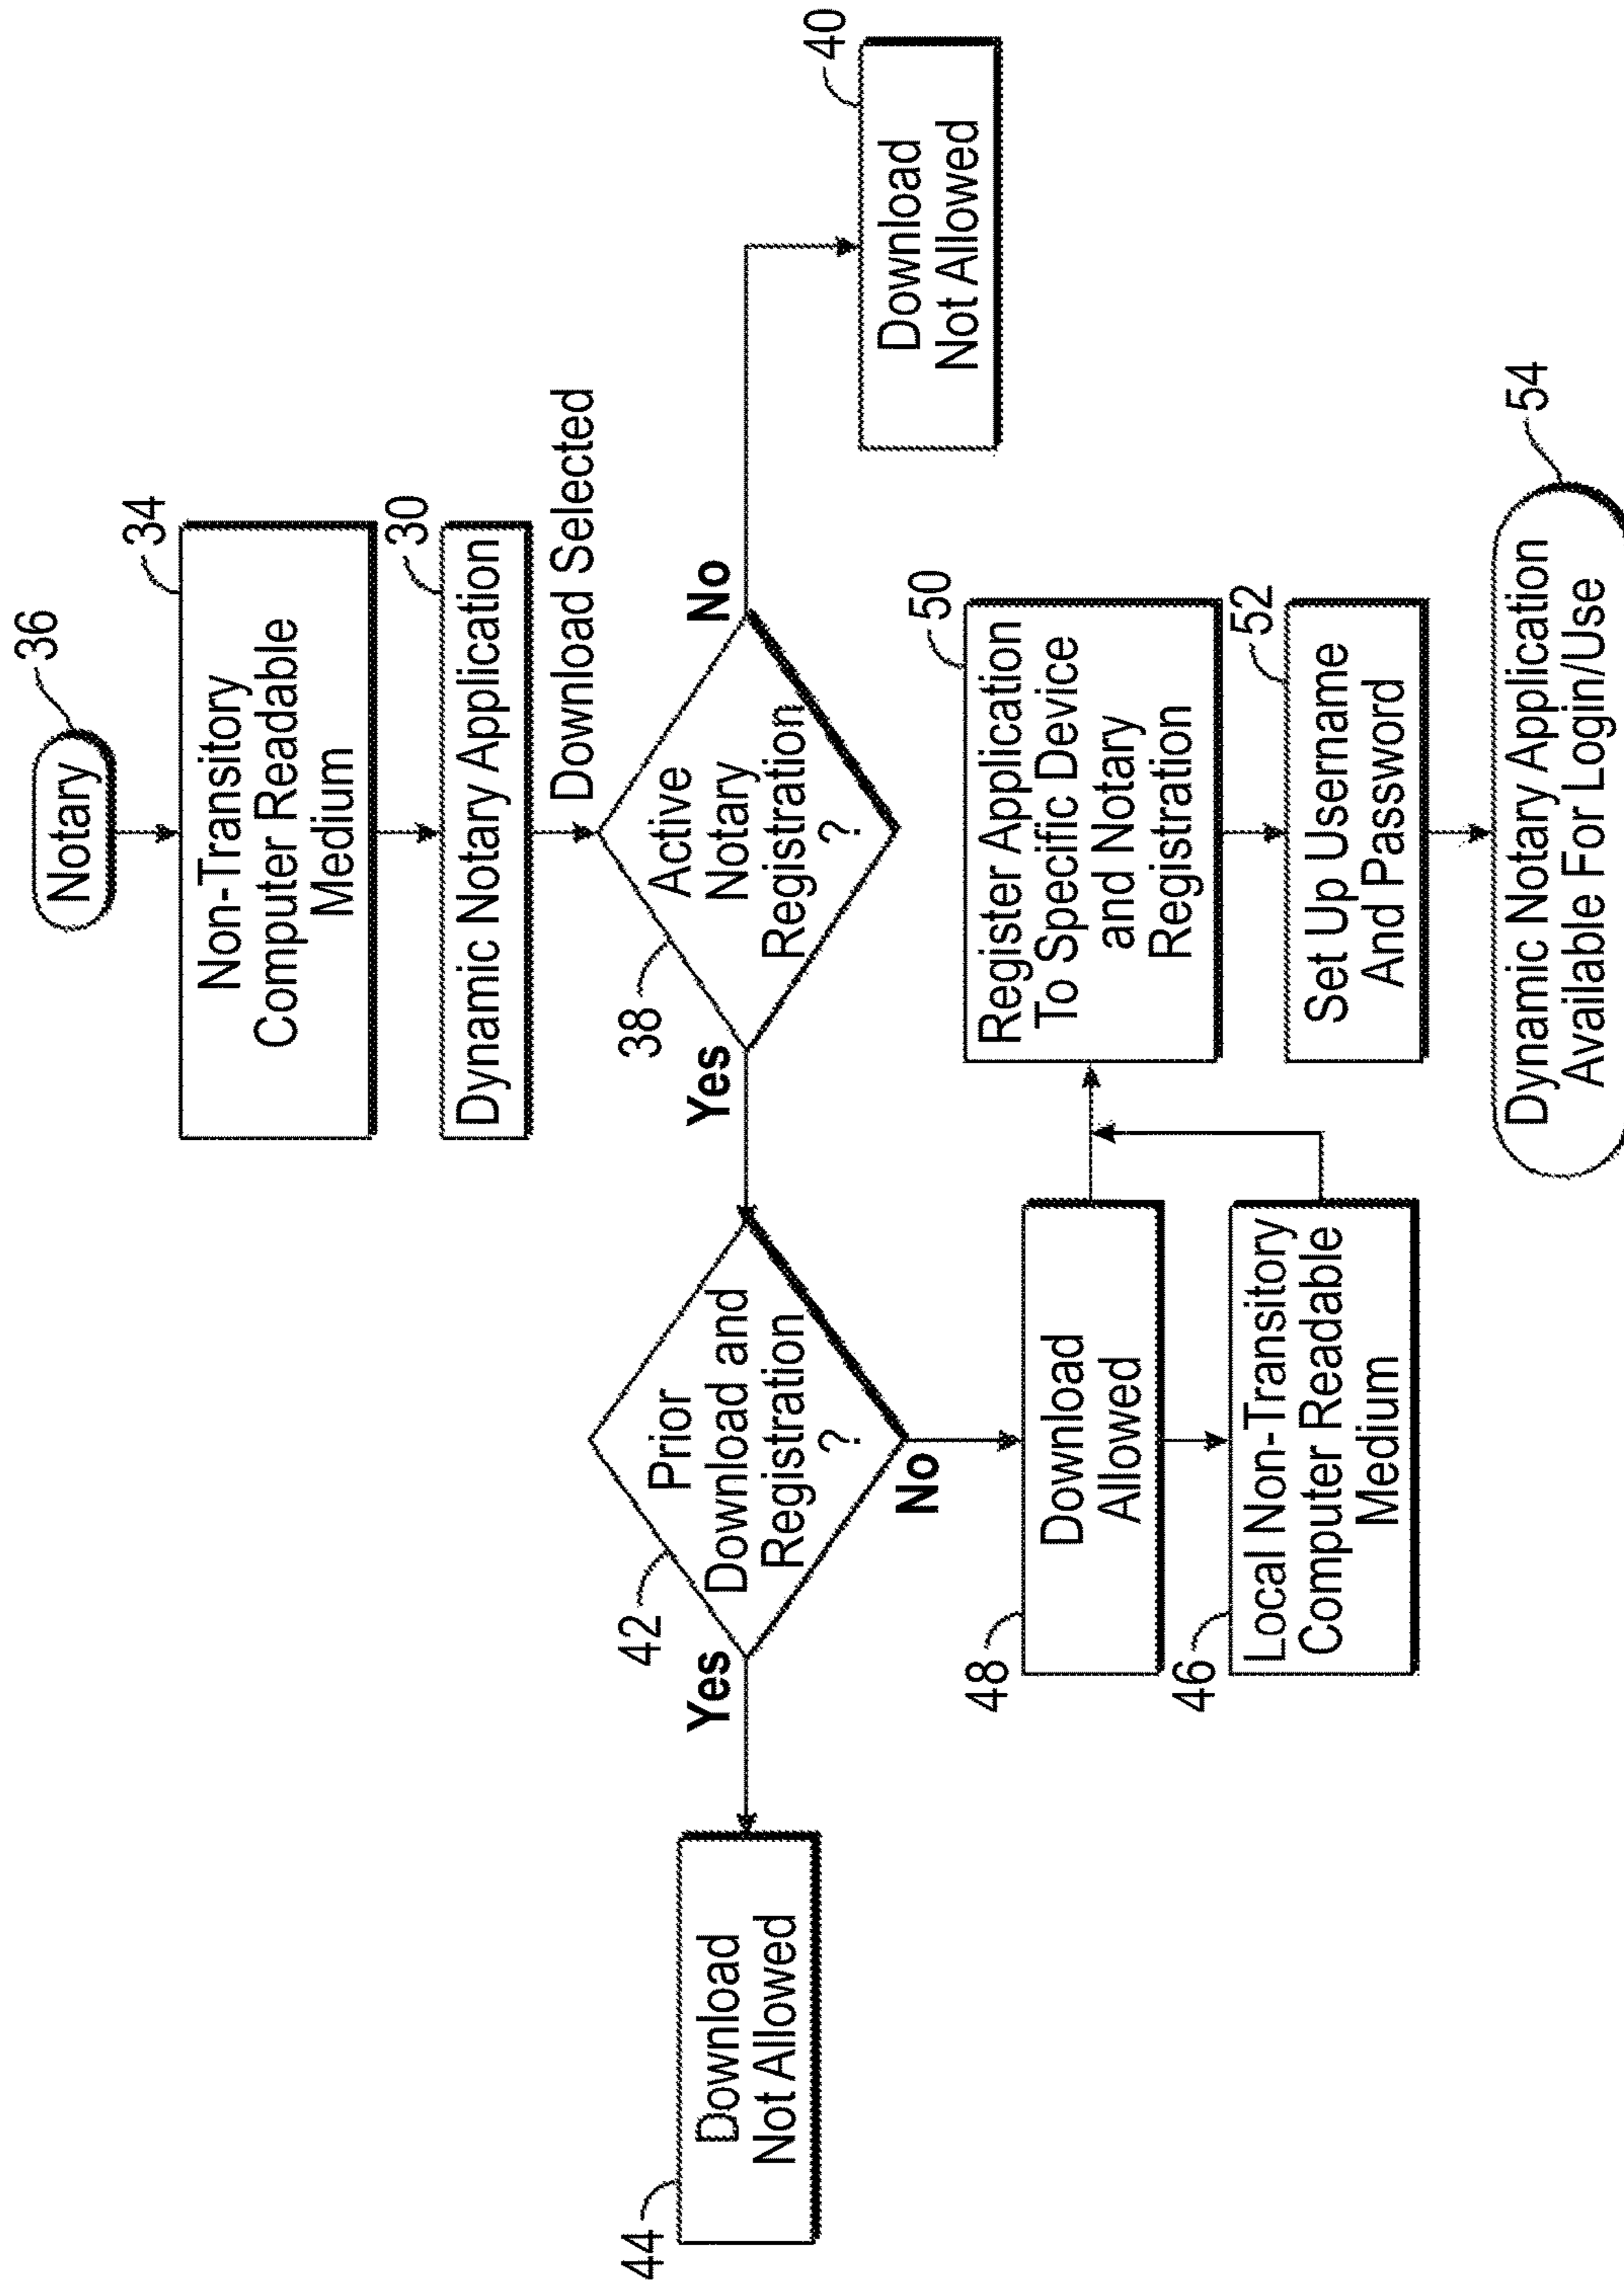 36
Notary
34
Non-Transitory
Computer Readable
Medium
30
Dynamic Notary Application
Download Selected
38
Active
Notary
Registration
?
Yes
No
40
Download
Not Allowed
42
Prior
Download and
Registration
?
Yes
No
44
Download
Not Allowed
48
Download
Allowed
46
Local Non-Transitory
Computer Readable
Medium
50
Register Application
To Specific Device
and Notary
Registration
52
Set Up Username
And Password
54
Dynamic Notary Application
Available For Login/Use